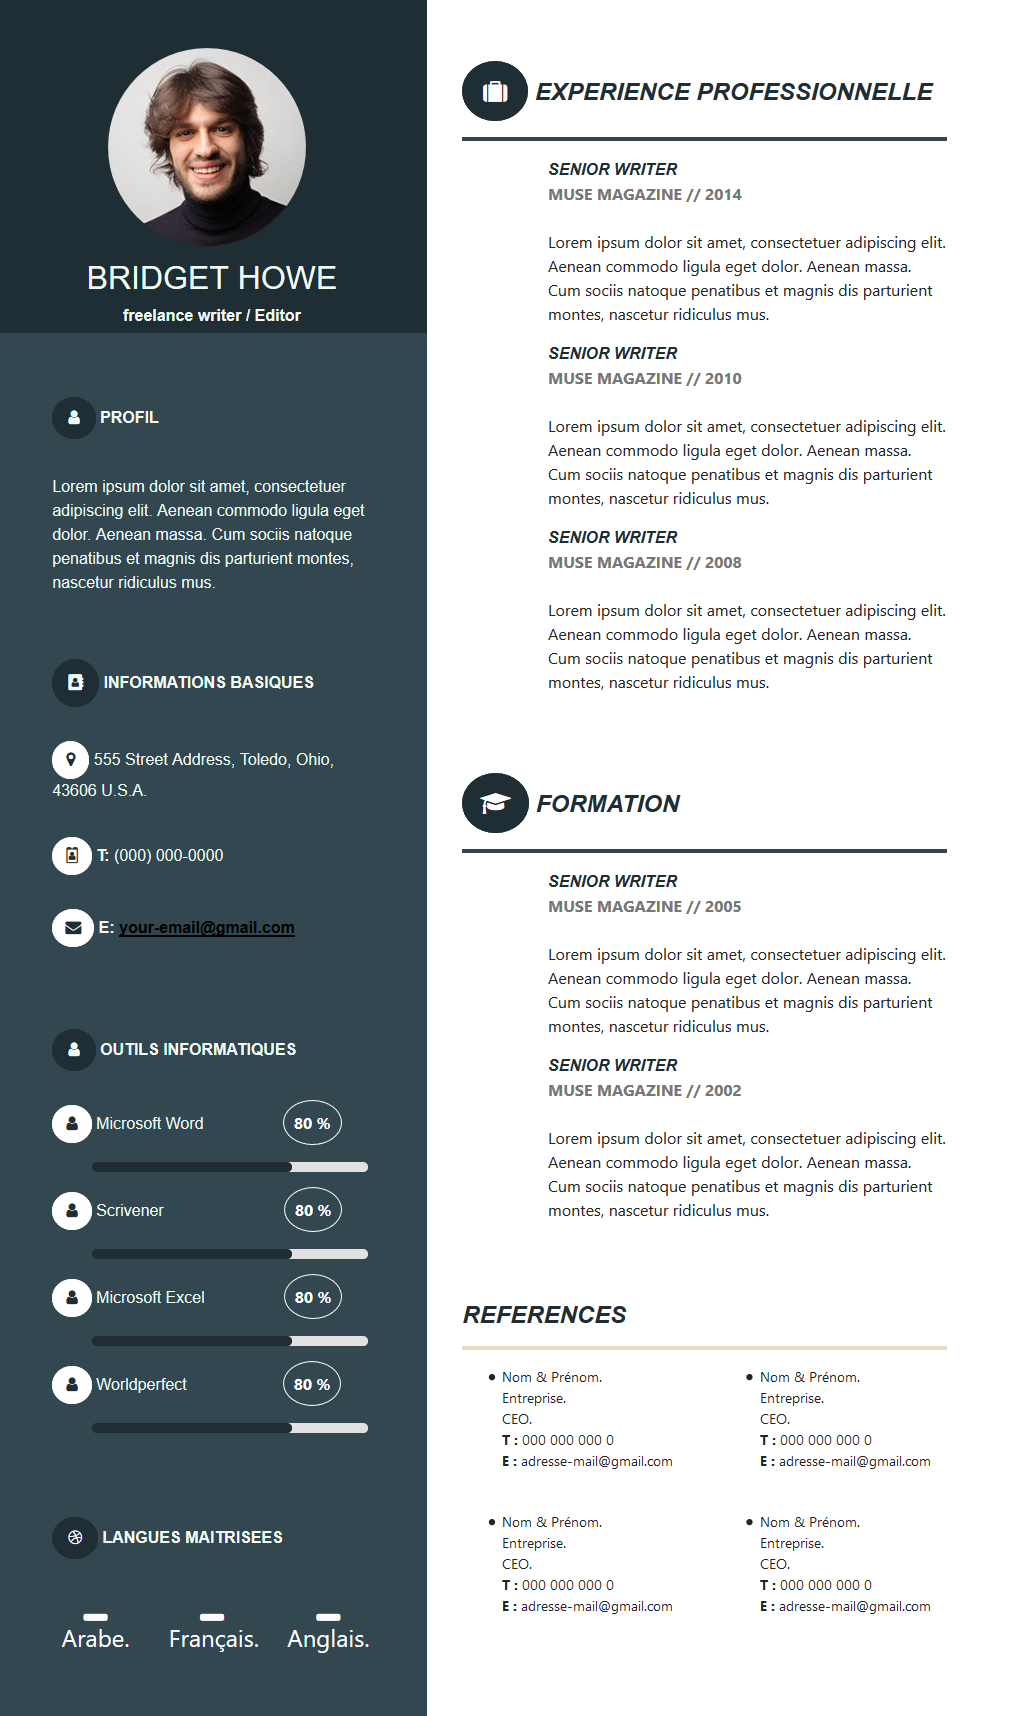 BRIDGET HOWE
freelance writer / Editor
PROFIL
Lorem ipsum dolor sit amet, consectetuer
adipiscing elit. Aenean commodo ligula eget
dolor. Aenean massa. Cum sociis natoque
penatibus et magnis dis parturient montes,
nascetur ridiculus mus.
INFORMATIONS BASIQUES
555 Street Address, Toledo, Ohio,
43606 U.S.A.
T: (000) 000-0000
E: your-email@gmail.com
OUTILS INFORMATIQUES
Microsoft Word 80 %
Scrivener 80 %
Microsoft Excel 80 %
Worldperfect 80 %
LANGUES MAITRISEES
Arabe. Français. Anglais.
EXPERIENCE PROFESSIONNELLE
SENIOR WRITER
MUSE MAGAZINE // 2014
Lorem ipsum dolor sit amet, consectetuer adipiscing elit.
Aenean commodo ligula eget dolor. Aenean massa.
Cum sociis natoque penatibus et magnis dis parturient
montes, nascetur ridiculus mus.
SENIOR WRITER
MUSE MAGAZINE // 2010
Lorem ipsum dolor sit amet, consectetuer adipiscing elit.
Aenean commodo ligula eget dolor. Aenean massa.
Cum sociis natoque penatibus et magnis dis parturient
montes, nascetur ridiculus mus.
SENIOR WRITER
MUSE MAGAZINE // 2008
Lorem ipsum dolor sit amet, consectetuer adipiscing elit.
Aenean commodo ligula eget dolor. Aenean massa.
Cum sociis natoque penatibus et magnis dis parturient
montes, nascetur ridiculus mus.
FORMATION
SENIOR WRITER
MUSE MAGAZINE // 2005
Lorem ipsum dolor sit amet, consectetuer adipiscing elit.
Aenean commodo ligula eget dolor. Aenean massa.
Cum sociis natoque penatibus et magnis dis parturient
montes, nascetur ridiculus mus.
SENIOR WRITER
MUSE MAGAZINE // 2002
Lorem ipsum dolor sit amet, consectetuer adipiscing elit.
Aenean commodo ligula eget dolor. Aenean massa.
Cum sociis natoque penatibus et magnis dis parturient
montes, nascetur ridiculus mus.
REFERENCES
• Nom & Prénom.
Entreprise.
CEO.
T : 000 000 000 0
E : adresse-mail@gmail.com
• Nom & Prénom.
Entreprise.
CEO.
T : 000 000 000 0
E : adresse-mail@gmail.com
• Nom & Prénom.
Entreprise.
CEO.
T : 000 000 000 0
E : adresse-mail@gmail.com
• Nom & Prénom.
Entreprise.
CEO.
T : 000 000 000 0
E : adresse-mail@gmail.com